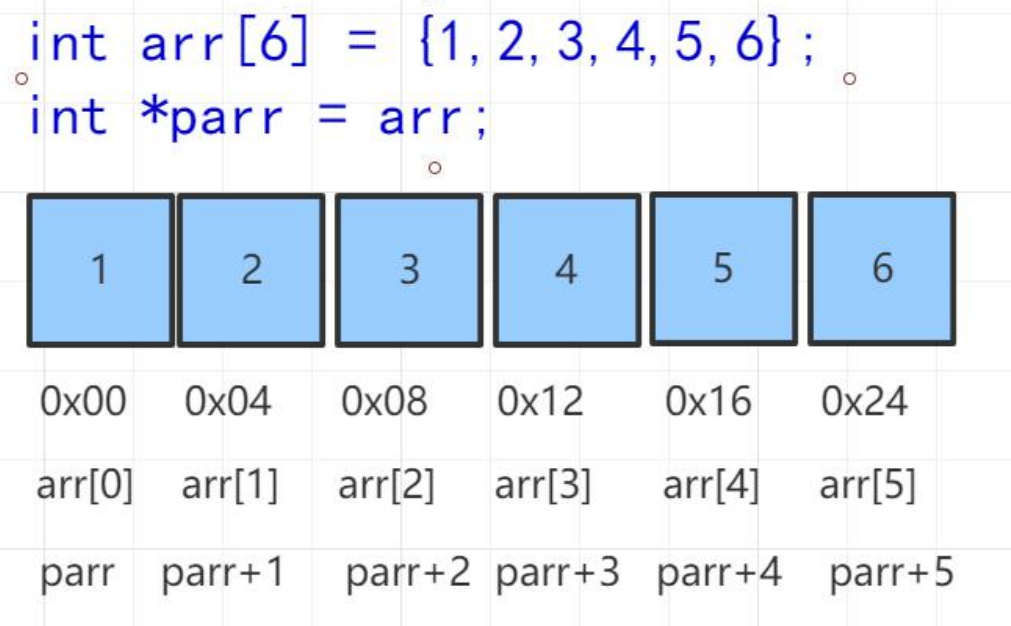 int arr[6] = {1,2,3,4,5,6};
int *parr = arr;
1 2 3 4 5 6
0x00 0x04 0x08 0x12 0x16 0x24
arr[0] arr[1] arr[2] arr[3] arr[4] arr[5]
parr parr+1 parr+2 parr+3 parr+4 parr+5